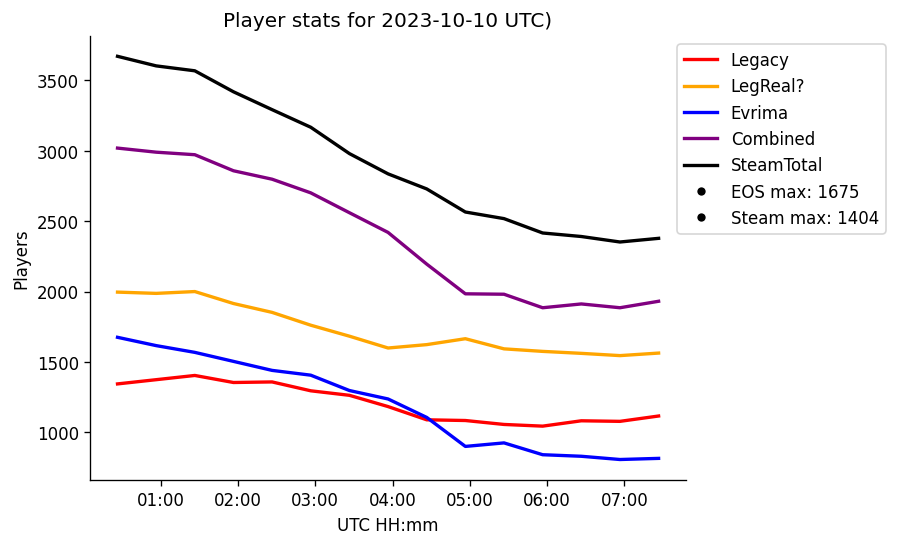 Player stats for 2023-10-10 UTC)
Legacy
LegReal?
Evrima
Combined
SteamTotal
EOS max: 1675
Steam max: 1404
Players
3500
3000
2500
2000
1500
1000
01:00 02:00 03:00 04:00 05:00 06:00 07:00
UTC HH:mm